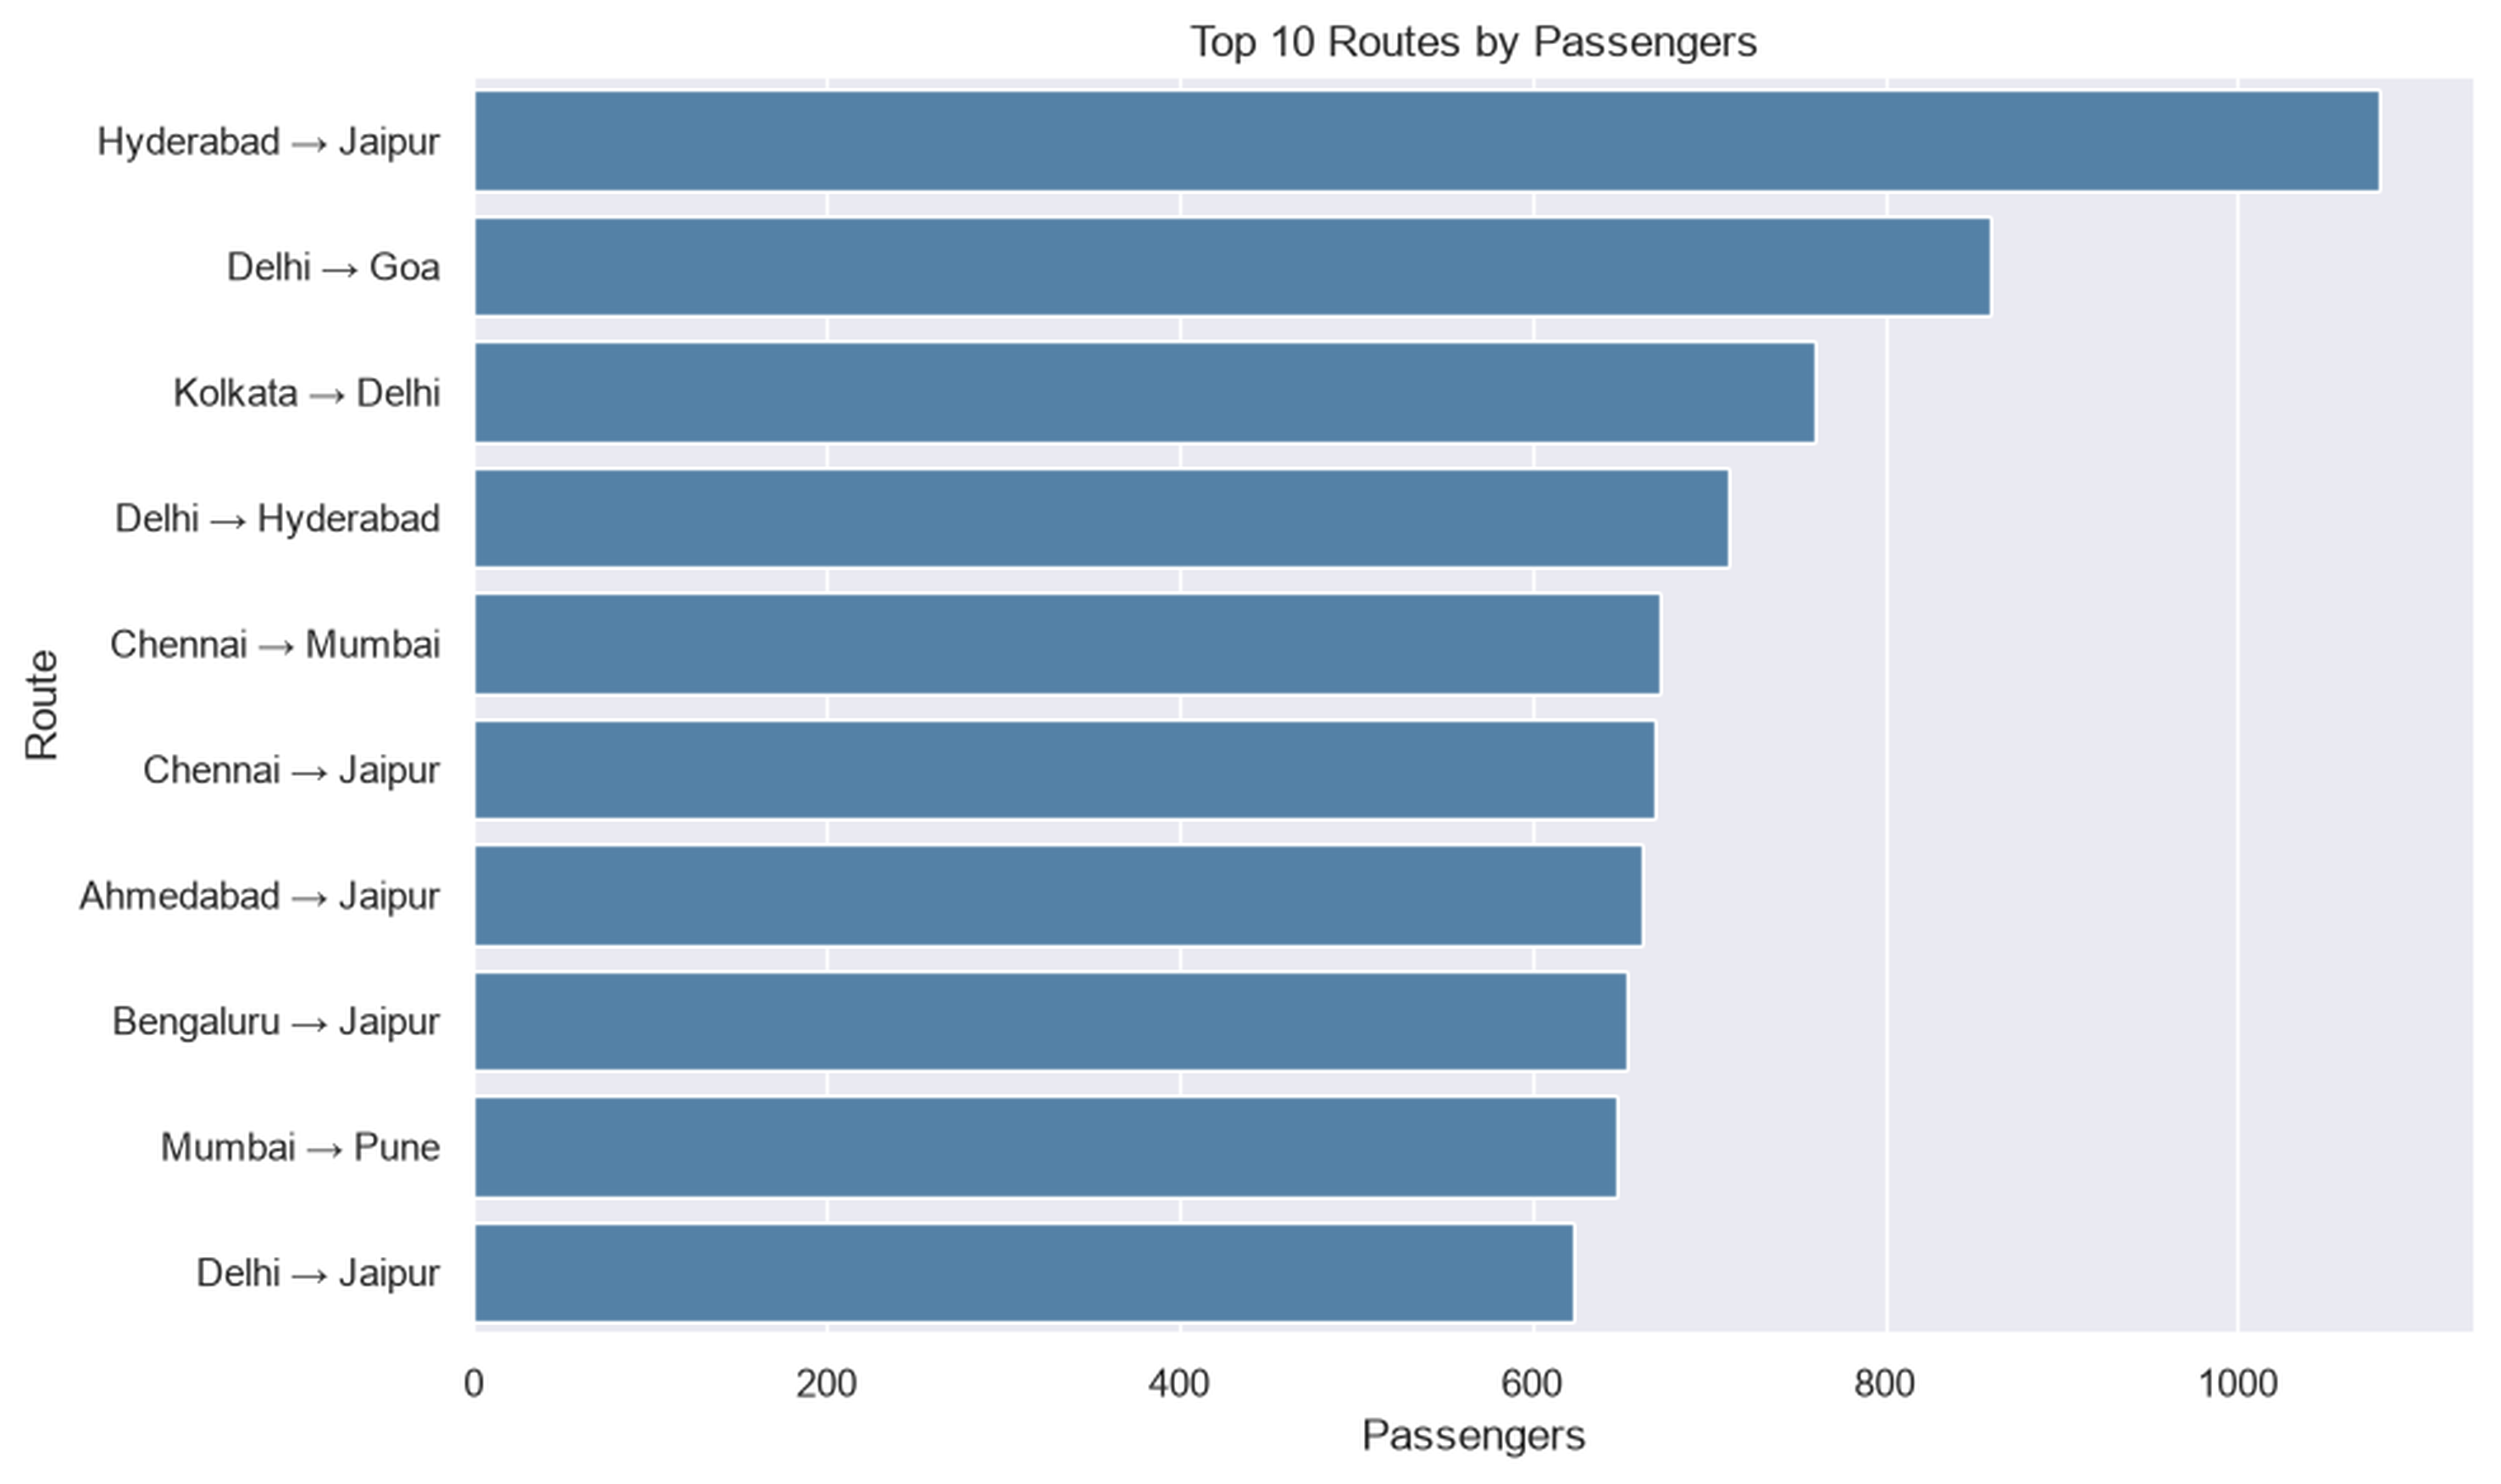 Top 10 Routes by Passengers
Hyderabad → Jaipur
Delhi → Goa
Kolkata → Delhi
Delhi → Hyderabad
Chennai → Mumbai
Chennai → Jaipur
Ahmedabad → Jaipur
Bengaluru → Jaipur
Mumbai → Pune
Delhi → Jaipur
Route
0 200 400 600 800 1000
Passengers